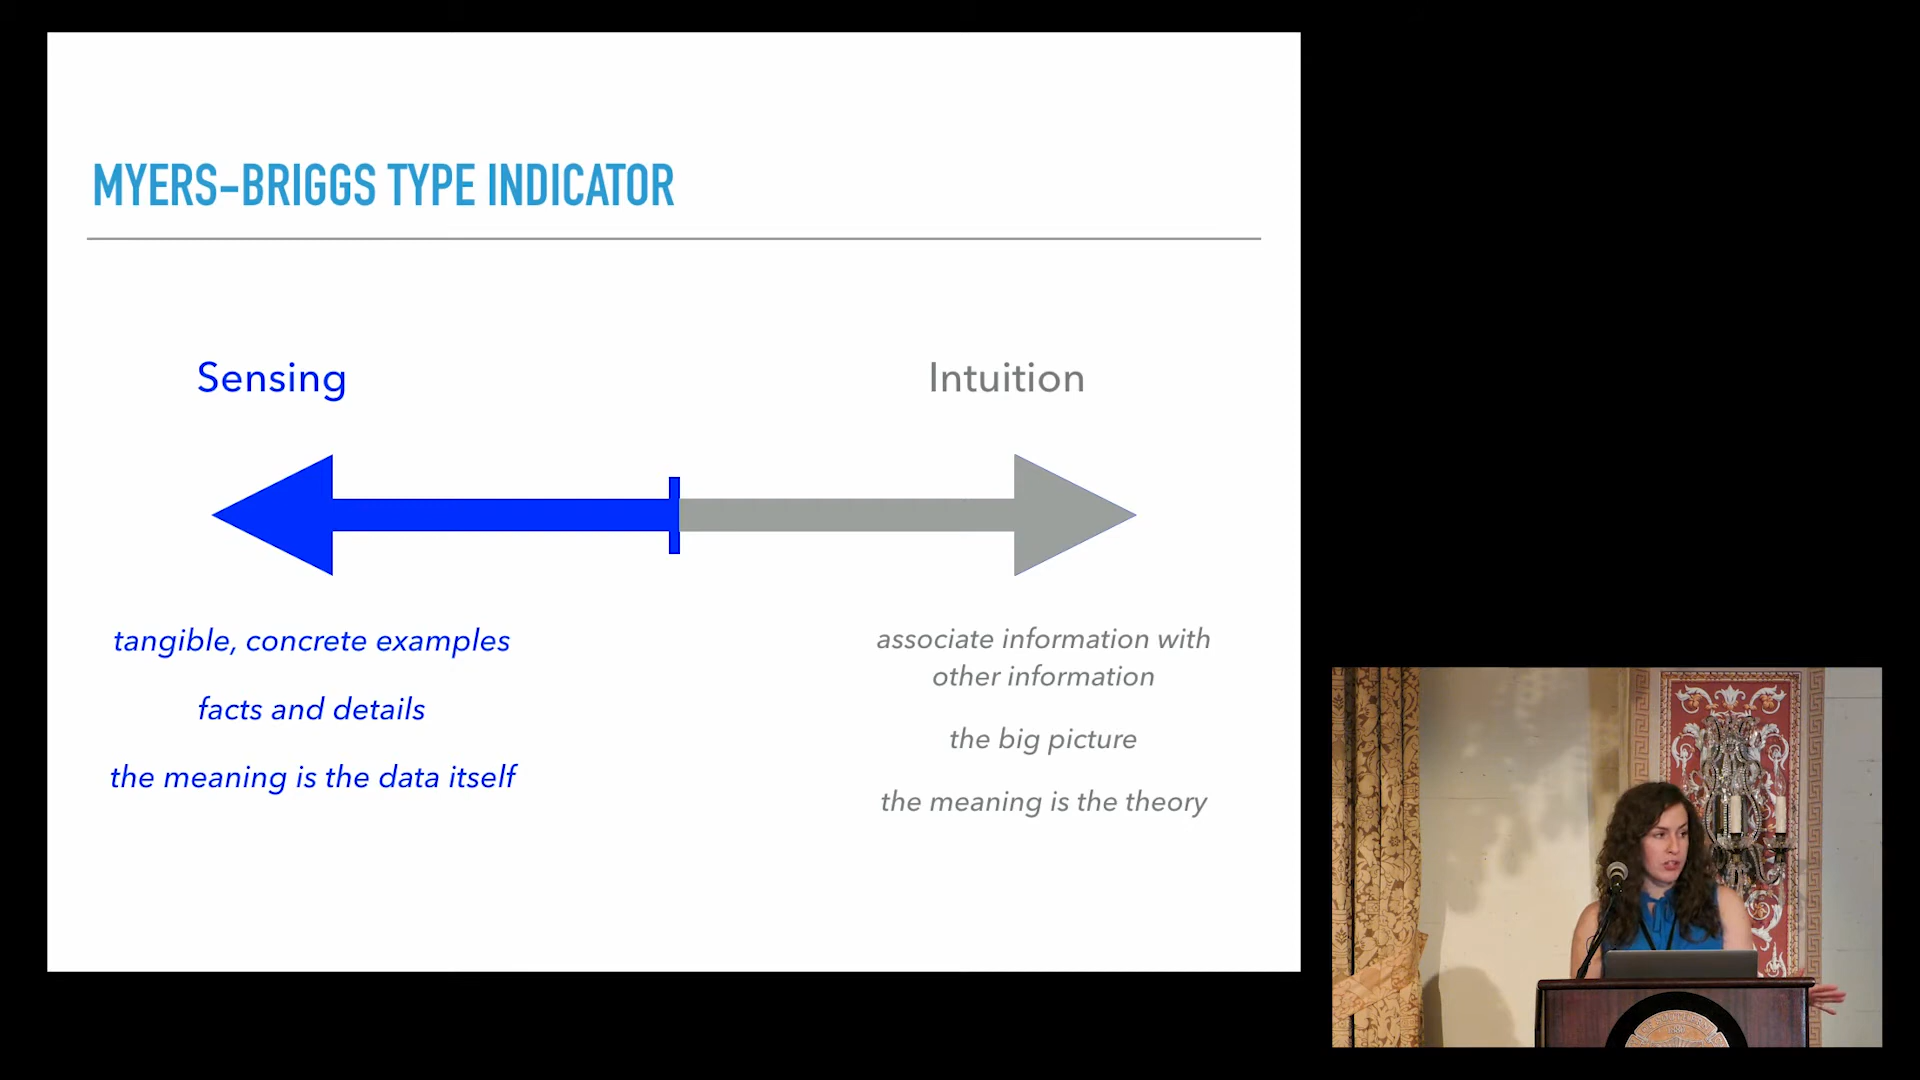 MYERS-BRIGGS TYPE INDICATOR
Sensing
Intuition
tangible, concrete examples
facts and details
the meaning is the data itself
associate information with
other information
the big picture
the meaning is the theory